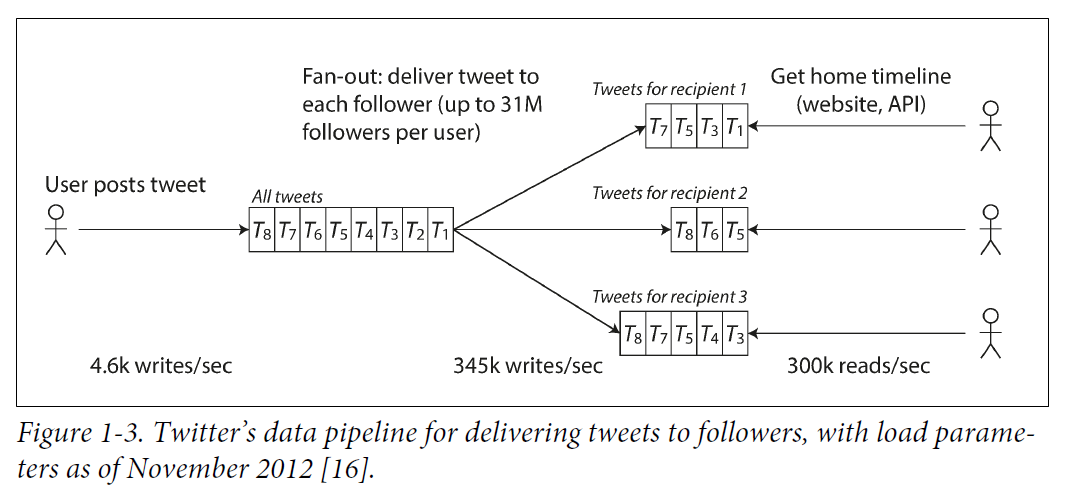 Fan-out: deliver tweet to
each follower (up to 31M
followers per user)
Tweets for recipient 1
Get home timeline
(website, API)
T7 T5 T3 T1
User posts tweet
All tweets
T8 T7 T6 T5 T4 T3 T2 T1
Tweets for recipient 2
T8 T6 T5
Tweets for recipient 3
T8 T7 T5 T4 T3
4.6k writes/sec
345k writes/sec
300k reads/sec
Figure 1-3. Twitter’s data pipeline for delivering tweets to followers, with load parame-
ters as of November 2012 [16].